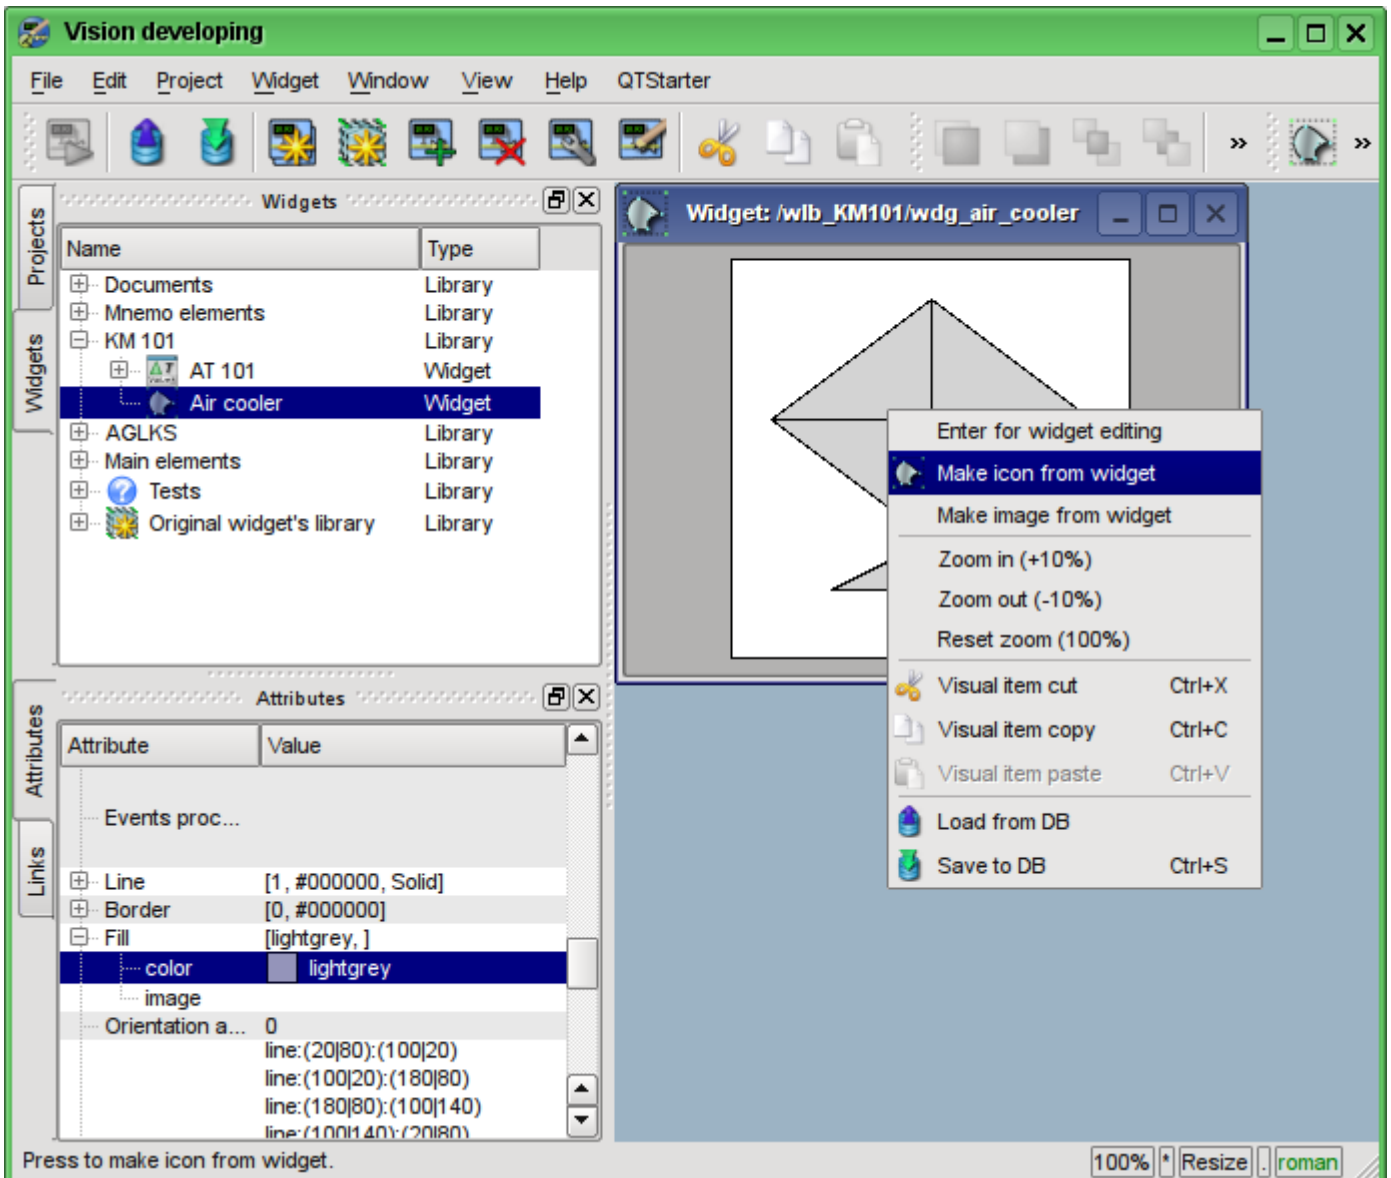 Vision developing
File Edit Project Widget Window View Help QTStarter
» »
Projects
Widgets
Widgets
Name Type
Documents Library
Mnemo elements Library
KM 101 Library
AT 101 Widget
Air cooler Widget
AGLKS Library
Main elements Library
Tests Library
Original widget's library Library
Widget: /wlb_KM101/wdg_air_cooler
Enter for widget editing
Make icon from widget
Make image from widget
Zoom in (+10%)
Zoom out (-10%)
Reset zoom (100%)
Visual item cut Ctrl+X
Visual item copy Ctrl+C
Visual item paste Ctrl+V
Load from DB
Save to DB Ctrl+S
Attributes
Links
Attributes
Attribute Value
Events proc...
Line [1, #000000, Solid]
Border [0, #000000]
Fill [lightgrey, ]
color lightgrey
image
Orientation a... 0
line:(20|80):(100|20)
line:(100|20):(180|80)
line:(180|80):(100|140)
line:(100|140):(20|80)
Press to make icon from widget.
100% * Resize . roman